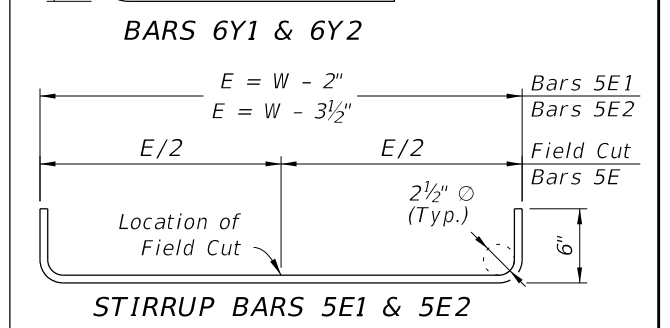 BARS 6Y1 & 6Y2
E = W - 2" Bars 5E1
E = W - 3½" Bars 5E2
E/2 E/2 Field Cut
Bars 5E
2½" ∅
(Typ.)
Location of
Field Cut
6"
STIRRUP BARS 5E1 & 5E2